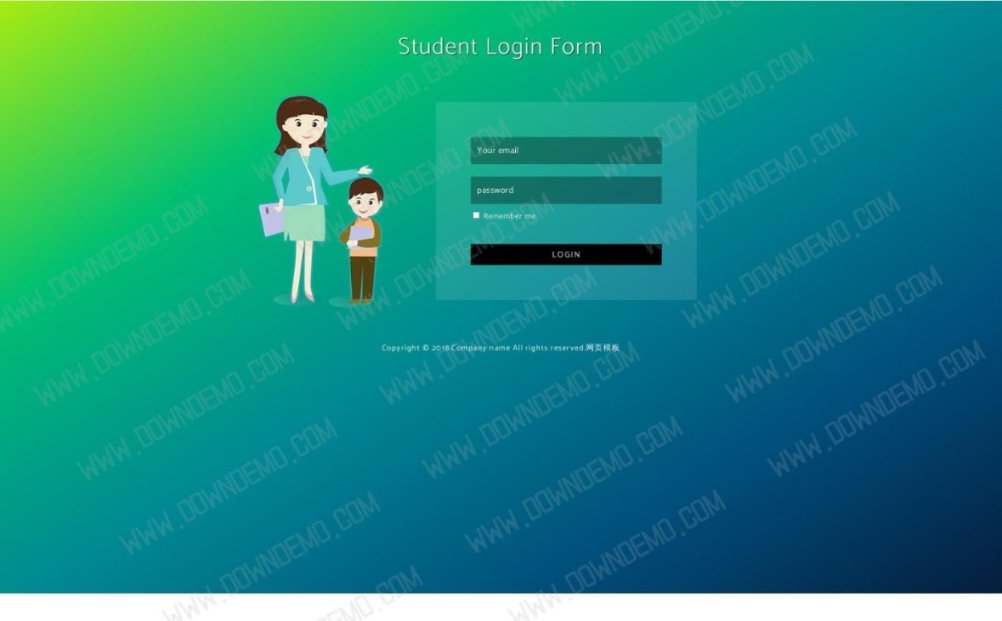 Student Login Form
Your email
password
Remember me
LOGIN
Copyright © 2018.Company name All rights reserved.网页模板
WWW.DOWNDEMO.COM